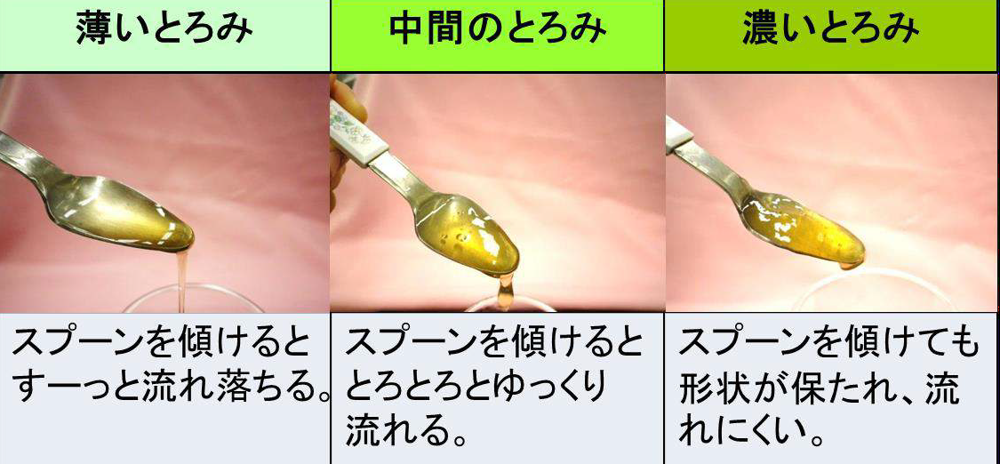 薄いとろみ
中間のとろみ
濃いとろみ
スプーンを傾けると
すーっと流れ落ちる。
スプーンを傾けると
とろとろとゆっくり
流れる。
スプーンを傾けても
形状が保たれ、流
れにくい。